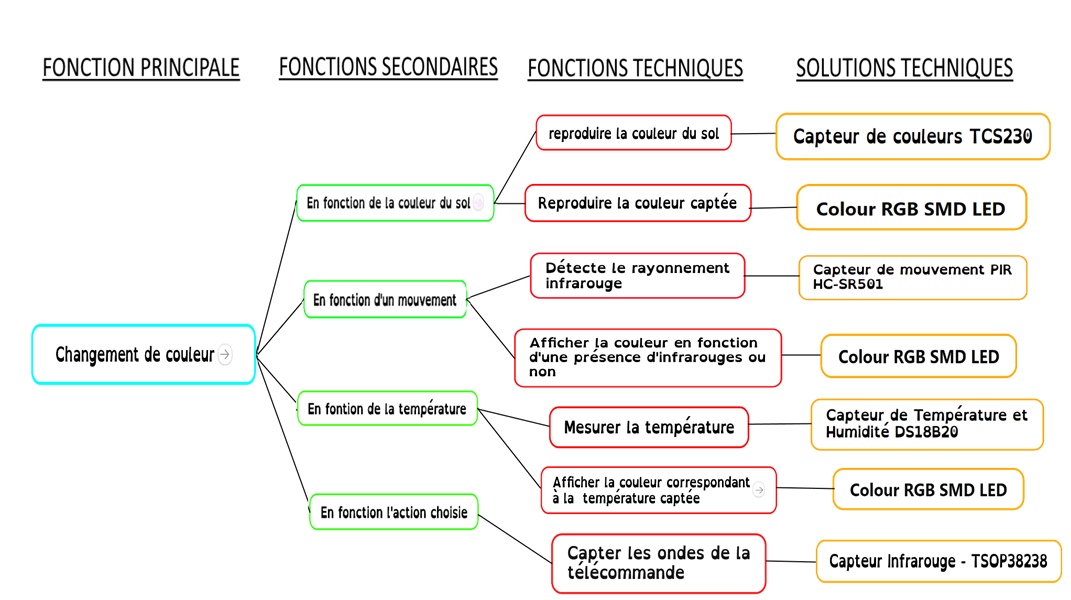 FONCTION PRINCIPALE
FONCTIONS SECONDAIRES
FONCTIONS TECHNIQUES
SOLUTIONS TECHNIQUES
Changement de couleur
En fonction de la couleur du sol
reproduire la couleur du sol
Capteur de couleurs TCS230
Reproduire la couleur captée
Colour RGB SMD LED
En fonction d'un mouvement
Détecte le rayonnement
infrarouge
Capteur de mouvement PIR
HC-SR501
Afficher la couleur en fonction
d'une présence d'infrarouges ou
non
Colour RGB SMD LED
En fontion de la température
Mesurer la température
Capteur de Température et
Humidité DS18B20
Afficher la couleur correspondant
à la température captée
Colour RGB SMD LED
En fonction l'action choisie
Capter les ondes de la
télécommande
Capteur Infrarouge - TSOP38238